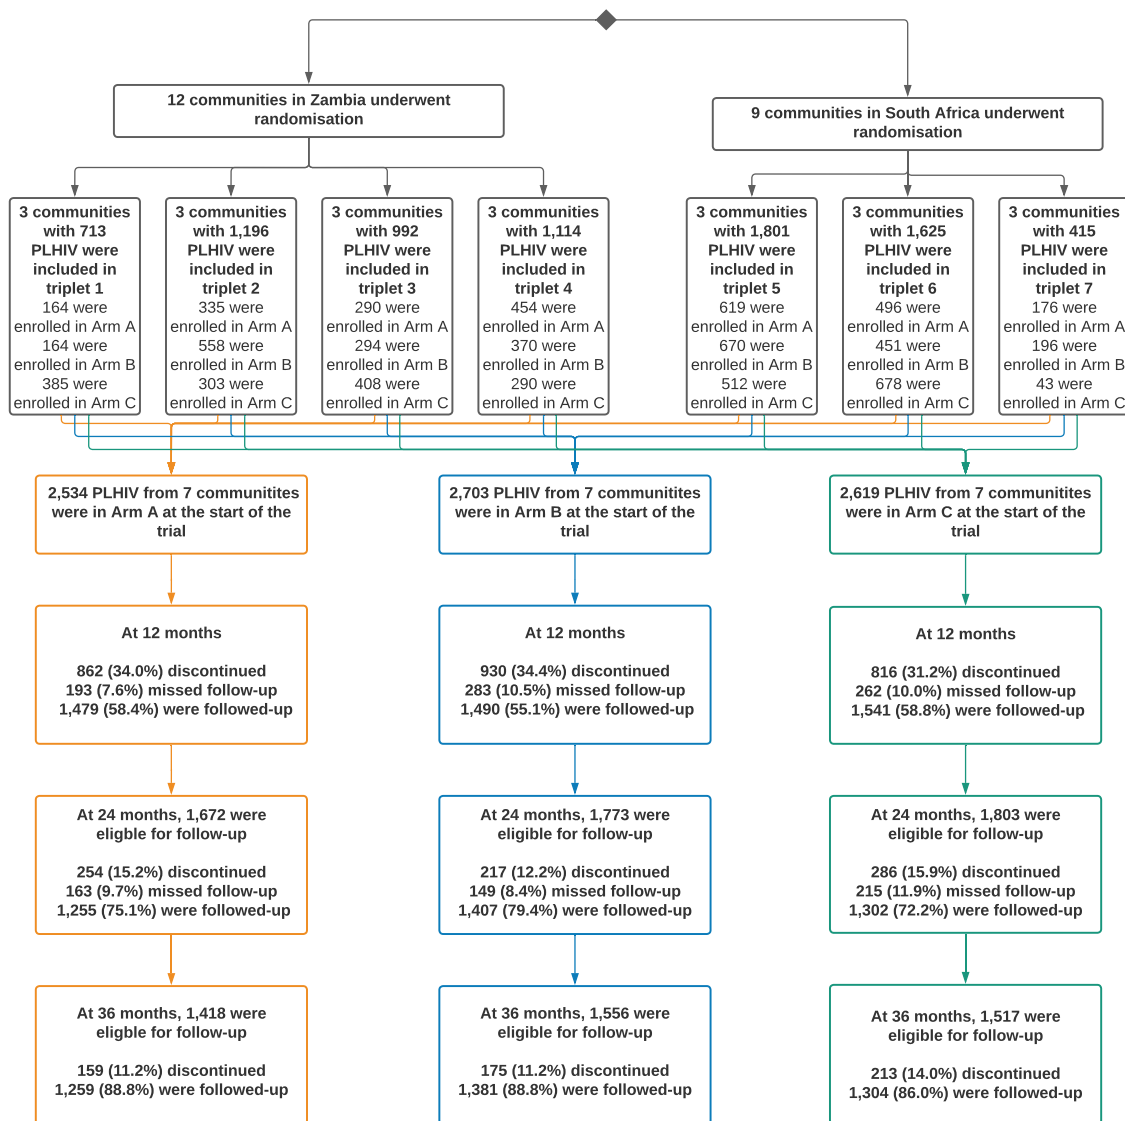 12 communities in Zambia underwent
randomisation
9 communities in South Africa underwent
randomisation
3 communities
with 713
PLHIV were
included in
triplet 1
164 were
enrolled in Arm A
164 were
enrolled in Arm B
385 were
enrolled in Arm C
3 communities
with 1,196
PLHIV were
included in
triplet 2
335 were
enrolled in Arm A
558 were
enrolled in Arm B
303 were
enrolled in Arm C
3 communities
with 992
PLHIV were
included in
triplet 3
290 were
enrolled in Arm A
294 were
enrolled in Arm B
408 were
enrolled in Arm C
3 communities
with 1,114
PLHIV were
included in
triplet 4
454 were
enrolled in Arm A
370 were
enrolled in Arm B
290 were
enrolled in Arm C
3 communities
with 1,801
PLHIV were
included in
triplet 5
619 were
enrolled in Arm A
670 were
enrolled in Arm B
512 were
enrolled in Arm C
3 communities
with 1,625
PLHIV were
included in
triplet 6
496 were
enrolled in Arm A
451 were
enrolled in Arm B
678 were
enrolled in Arm C
3 communities
with 415
PLHIV were
included in
triplet 7
176 were
enrolled in Arm A
196 were
enrolled in Arm B
43 were
enrolled in Arm C
2,534 PLHIV from 7 communitites
were in Arm A at the start of the
trial
2,703 PLHIV from 7 communitites
were in Arm B at the start of the
trial
2,619 PLHIV from 7 communitites
were in Arm C at the start of the
trial
At 12 months
862 (34.0%) discontinued
193 (7.6%) missed follow-up
1,479 (58.4%) were followed-up
At 12 months
930 (34.4%) discontinued
283 (10.5%) missed follow-up
1,490 (55.1%) were followed-up
At 12 months
816 (31.2%) discontinued
262 (10.0%) missed follow-up
1,541 (58.8%) were followed-up
At 24 months, 1,672 were
eligble for follow-up
254 (15.2%) discontinued
163 (9.7%) missed follow-up
1,255 (75.1%) were followed-up
At 24 months, 1,773 were
eligible for follow-up
217 (12.2%) discontinued
149 (8.4%) missed follow-up
1,407 (79.4%) were followed-up
At 24 months, 1,803 were
eligible for follow-up
286 (15.9%) discontinued
215 (11.9%) missed follow-up
1,302 (72.2%) were followed-up
At 36 months, 1,418 were
eligble for follow-up
159 (11.2%) discontinued
1,259 (88.8%) were followed-up
At 36 months, 1,556 were
eligible for follow-up
175 (11.2%) discontinued
1,381 (88.8%) were followed-up
At 36 months, 1,517 were
eligible for follow-up
213 (14.0%) discontinued
1,304 (86.0%) were followed-up